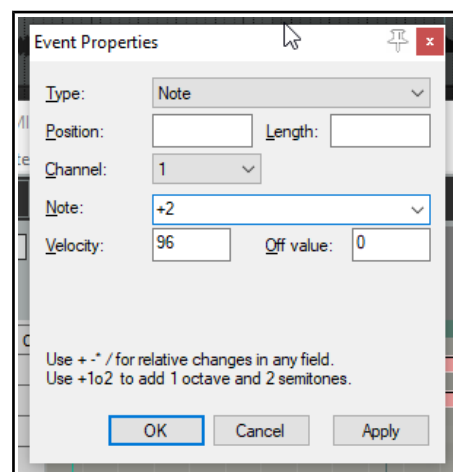 Event Properties
Type: Note
Position: Length:
Channel: 1
Note: +2
Velocity: 96 Off value: 0
Use + -* / for relative changes in any field.
Use +1o2 to add 1 octave and 2 semitones.
OK Cancel Apply